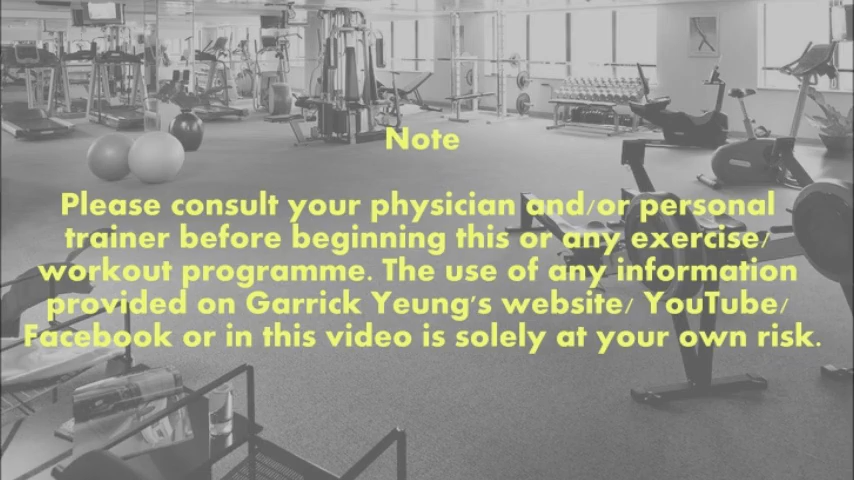 Note
Please consult your physician and/or personal
trainer before beginning this or any exercise/
workout programme. The use of any information
provided on Garrick Yeung's website/ YouTube/
Facebook or in this video is solely at your own risk.